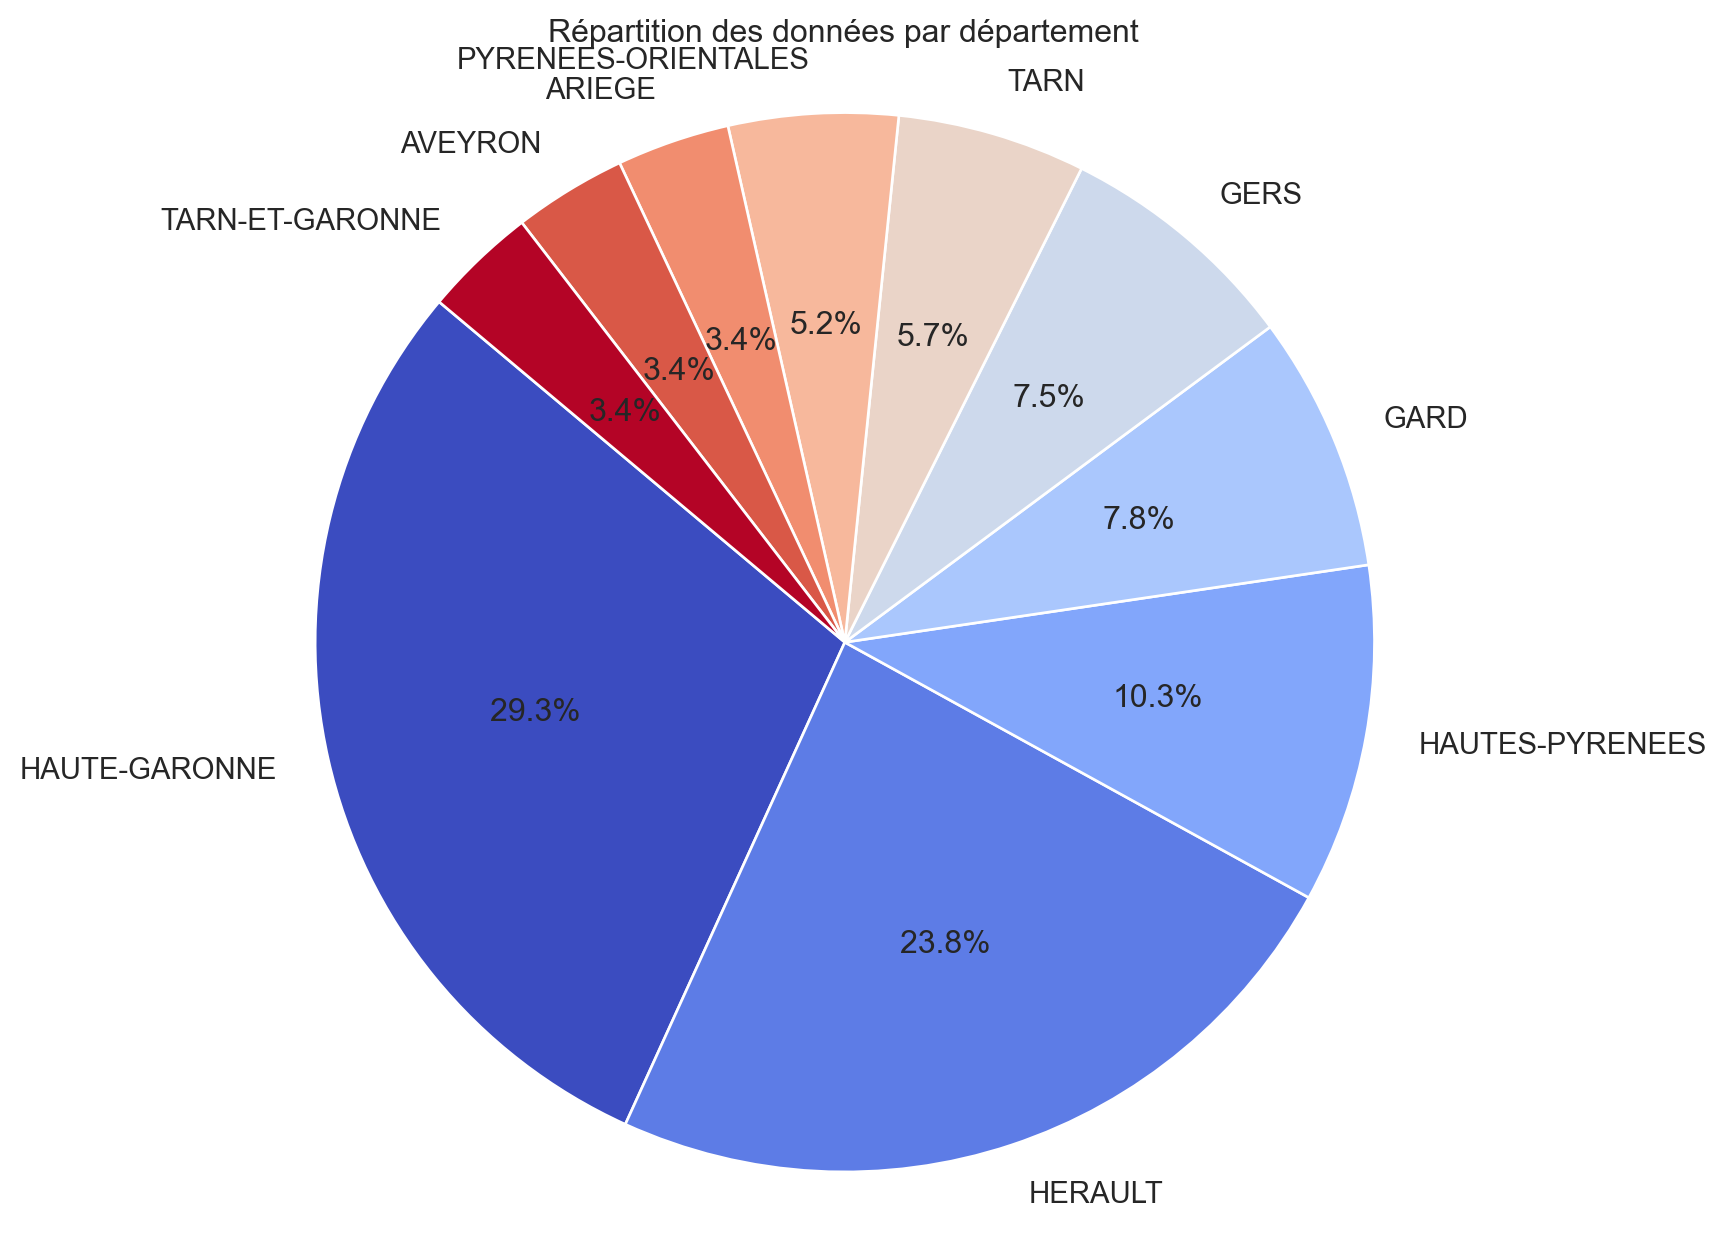 Répartition des données par département
PYRENEES-ORIENTALES
TARN
ARIEGE
AVEYRON
GERS
TARN-ET-GARONNE
5.2%
5.7%
3.4%
3.4%
7.5%
3.4%
GARD
7.8%
10.3%
29.3%
HAUTES-PYRENEES
HAUTE-GARONNE
23.8%
HERAULT